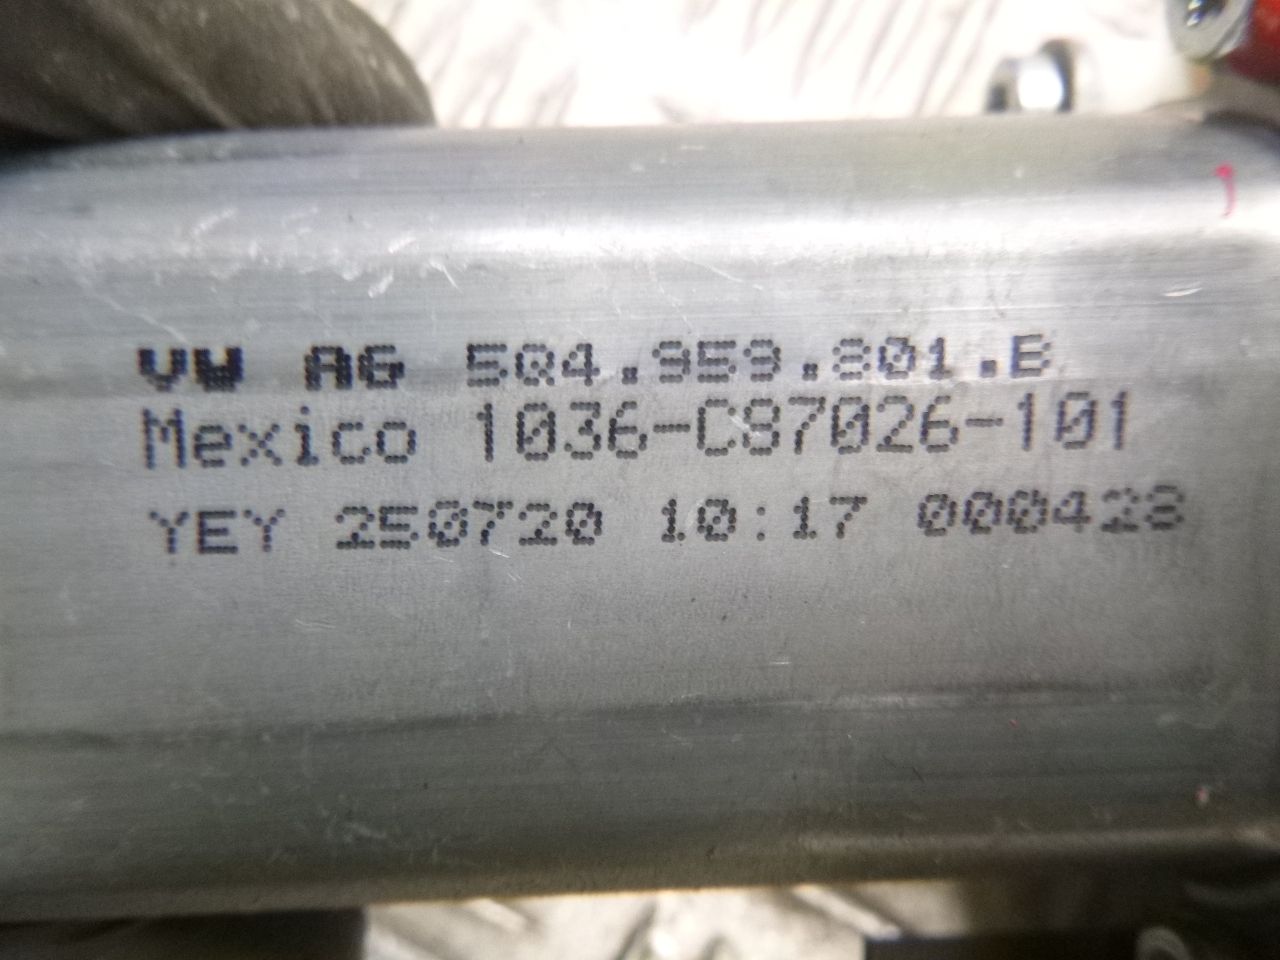 VW AG 5Q4.959.801.B
Mexico 1036-C87026-101
YEY 250720 10:17 000428